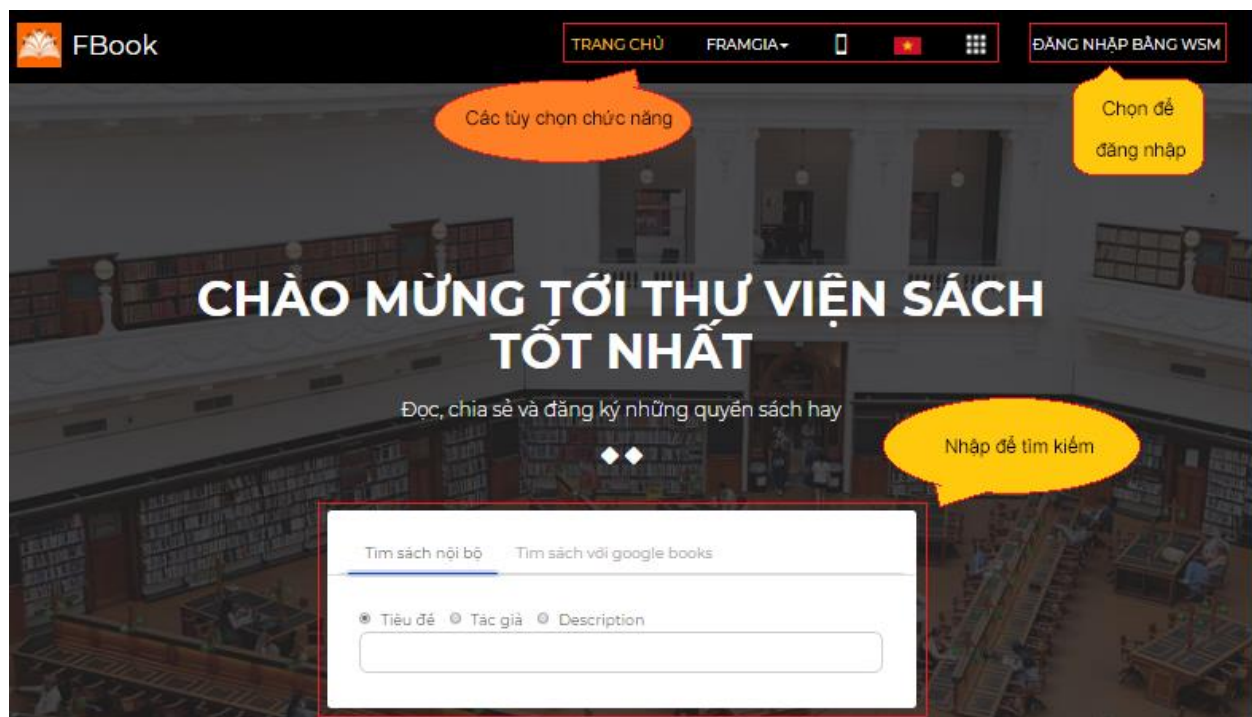 FBook
TRANG CHỦ FRAMGIA ĐĂNG NHẬP BẰNG WSM
Các tùy chọn chức năng
Chọn để
đăng nhập
CHÀO MỪNG TỚI THƯ VIỆN SÁCH
TỐT NHẤT
Đọc, chia sẻ và đăng ký những quyển sách hay
Nhập để tìm kiếm
Tìm sách nội bộ Tìm sách với google books
Tiêu đề Tác giả Description